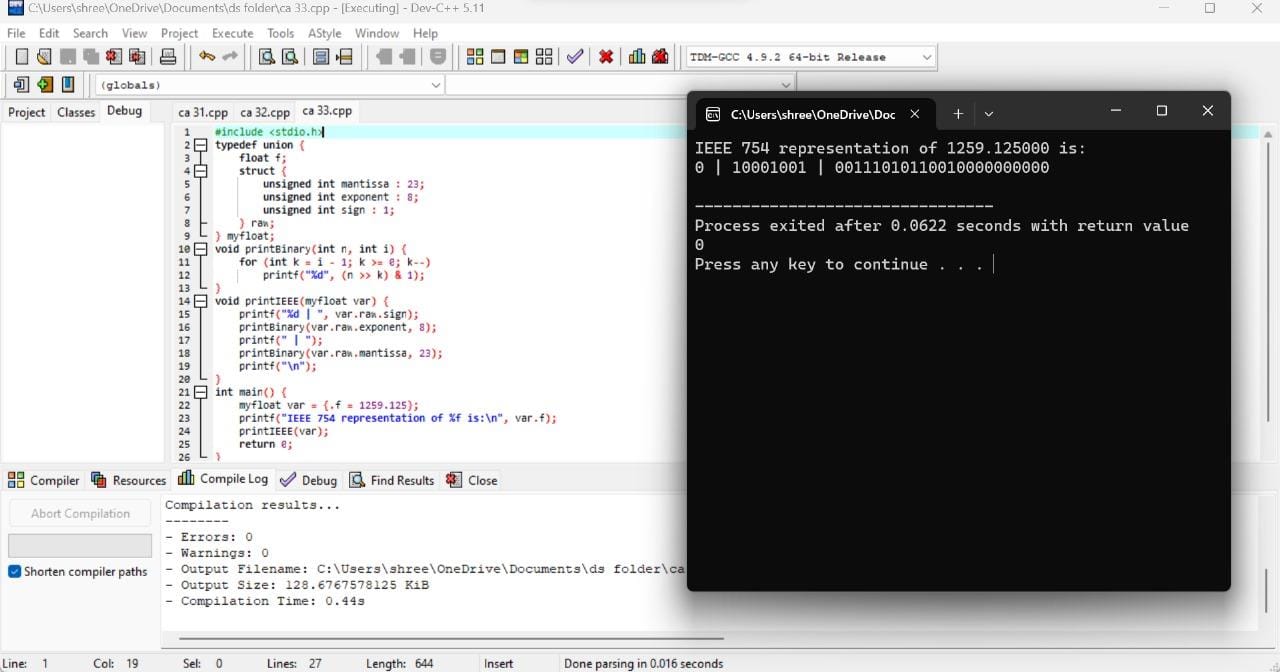 C:\Users\shree\OneDrive\Documents\ds folder\ca 33.cpp - [Executing] - Dev-C++ 5.11
File Edit Search View Project Execute Tools AStyle Window Help
TDM-GCC 4.9.2 64-bit Release
(globals)
Project Classes Debug
ca 31.cpp ca 32.cpp ca 33.cpp
1 #include <stdio.h>
2 typedef union {
3 float f;
4 struct {
5 unsigned int mantissa : 23;
6 unsigned int exponent : 8;
7 unsigned int sign : 1;
8 } raw;
9 } myfloat;
10 void printBinary(int n, int i) {
11 for (int k = i - 1; k >= 0; k--)
12 printf("%d", (n >> k) & 1);
13 }
14 void printIEEE(myfloat var) {
15 printf("%d | ", var.raw.sign);
16 printBinary(var.raw.exponent, 8);
17 printf(" | ");
18 printBinary(var.raw.mantissa, 23);
19 printf("\n");
20 }
21 int main() {
22 myfloat var = {.f = 1259.125};
23 printf("IEEE 754 representation of %f is:\n", var.f);
24 printIEEE(var);
25 return 0;
26 }
C:\Users\shree\OneDrive\Doc
IEEE 754 representation of 1259.125000 is:
0 | 10001001 | 00111010110010000000000
--------------------------------
Process exited after 0.0622 seconds with return value
0
Press any key to continue . . .
Compiler Resources Compile Log Debug Find Results Close
Abort Compilation
Shorten compiler paths
Compilation results...
--------
- Errors: 0
- Warnings: 0
- Output Filename: C:\Users\shree\OneDrive\Documents\ds folder\ca
- Output Size: 128.6767578125 KiB
- Compilation Time: 0.44s
Line: 1 Col: 19 Sel: 0 Lines: 27 Length: 644 Insert Done parsing in 0.016 seconds